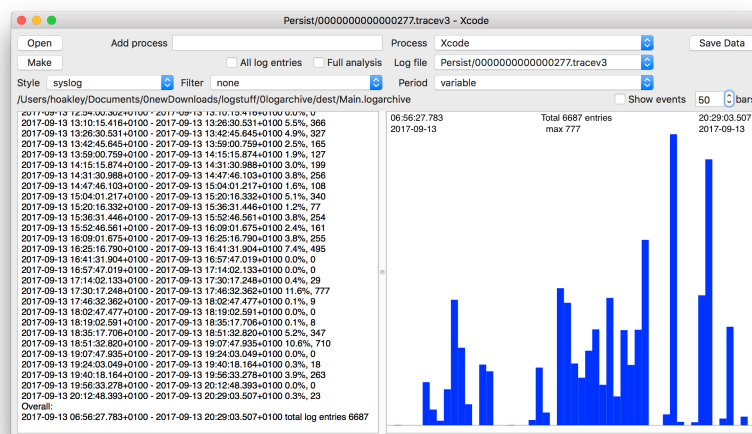 Persist/0000000000000277.tracev3 - Xcode
Open Add process Process Xcode Save Data
Make All log entries Full analysis Log file Persist/0000000000000277.tracev3
Style syslog Filter none Period variable
/Users/hoakley/Documents/0newDownloads/logstuff/0logarchive/dest/Main.logarchive Show events 50 bars
2017-09-13 12:54:00.302+0100 - 2017-09-13 13:10:15.416+0100 0.0%, 0
2017-09-13 13:10:15.416+0100 - 2017-09-13 13:26:30.531+0100 5.5%, 366
2017-09-13 13:26:30.531+0100 - 2017-09-13 13:42:45.645+0100 4.9%, 327
2017-09-13 13:42:45.645+0100 - 2017-09-13 13:59:00.759+0100 2.5%, 165
2017-09-13 13:59:00.759+0100 - 2017-09-13 14:15:15.874+0100 1.9%, 127
2017-09-13 14:15:15.874+0100 - 2017-09-13 14:31:30.988+0100 3.0%, 199
2017-09-13 14:31:30.988+0100 - 2017-09-13 14:47:46.103+0100 3.8%, 256
2017-09-13 14:47:46.103+0100 - 2017-09-13 15:04:01.217+0100 1.6%, 108
2017-09-13 15:04:01.217+0100 - 2017-09-13 15:20:16.332+0100 5.1%, 340
2017-09-13 15:20:16.332+0100 - 2017-09-13 15:36:31.446+0100 1.2%, 77
2017-09-13 15:36:31.446+0100 - 2017-09-13 15:52:46.561+0100 3.8%, 254
2017-09-13 15:52:46.561+0100 - 2017-09-13 16:09:01.675+0100 2.4%, 161
2017-09-13 16:09:01.675+0100 - 2017-09-13 16:25:16.790+0100 3.8%, 255
2017-09-13 16:25:16.790+0100 - 2017-09-13 16:41:31.904+0100 7.4%, 495
2017-09-13 16:41:31.904+0100 - 2017-09-13 16:57:47.019+0100 0.0%, 0
2017-09-13 16:57:47.019+0100 - 2017-09-13 17:14:02.133+0100 0.0%, 0
2017-09-13 17:14:02.133+0100 - 2017-09-13 17:30:17.248+0100 0.4%, 29
2017-09-13 17:30:17.248+0100 - 2017-09-13 17:46:32.362+0100 11.6%, 777
2017-09-13 17:46:32.362+0100 - 2017-09-13 18:02:47.477+0100 0.1%, 9
2017-09-13 18:02:47.477+0100 - 2017-09-13 18:19:02.591+0100 0.0%, 0
2017-09-13 18:19:02.591+0100 - 2017-09-13 18:35:17.706+0100 0.1%, 8
2017-09-13 18:35:17.706+0100 - 2017-09-13 18:51:32.820+0100 5.2%, 347
2017-09-13 18:51:32.820+0100 - 2017-09-13 19:07:47.935+0100 10.6%, 710
2017-09-13 19:07:47.935+0100 - 2017-09-13 19:24:03.049+0100 0.0%, 0
2017-09-13 19:24:03.049+0100 - 2017-09-13 19:40:18.164+0100 0.3%, 18
2017-09-13 19:40:18.164+0100 - 2017-09-13 19:56:33.278+0100 3.9%, 263
2017-09-13 19:56:33.278+0100 - 2017-09-13 20:12:48.393+0100 0.0%, 0
2017-09-13 20:12:48.393+0100 - 2017-09-13 20:29:03.507+0100 0.3%, 23
Overall:
2017-09-13 06:56:27.783+0100 - 2017-09-13 20:29:03.507+0100 total log entries 6687
06:56:27.783 Total 6687 entries 20:29:03.507
2017-09-13 max 777 2017-09-13